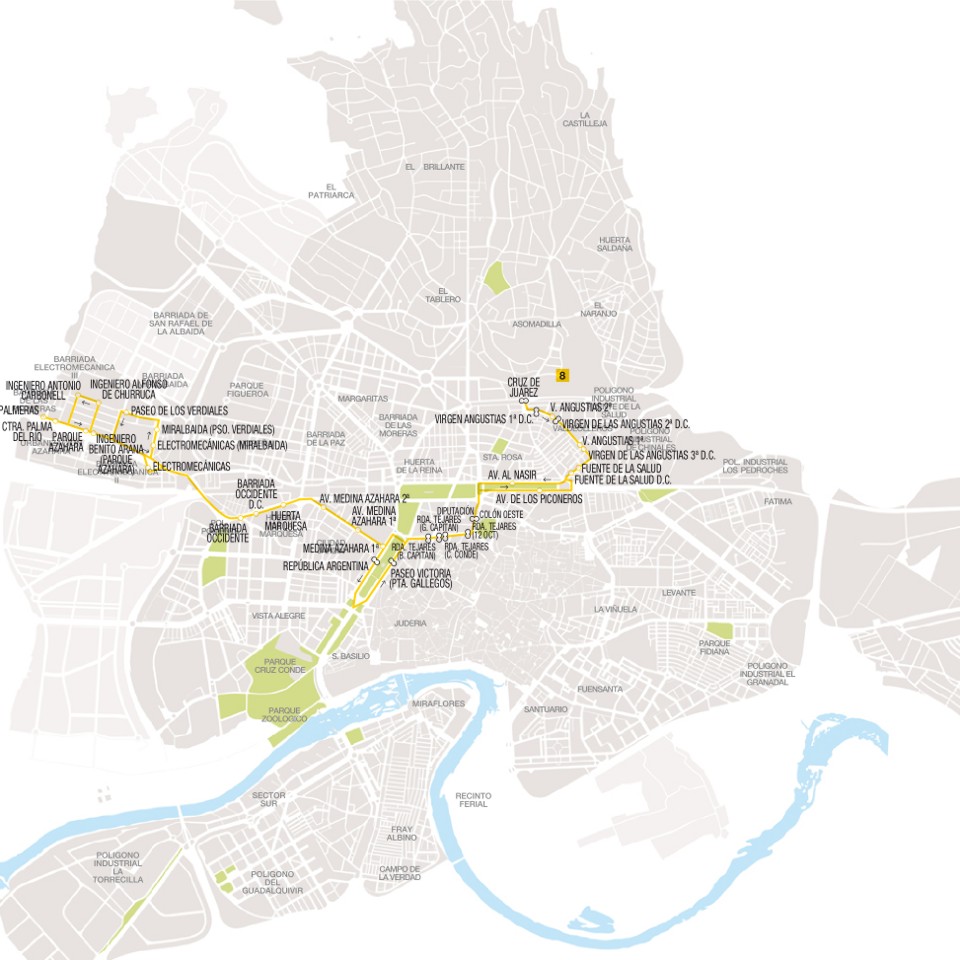 LA
CASTILLEJA
EL BRILLANTE
EL
PATRIARCA
HUERTA
SALDAÑA
EL
TABLERO
EL
NARANJO
BARRIADA DE
SAN RAFAEL DE
LA ALBAIDA
ASOMADILLA
BARRIADA
ELECTROMECANICA
III
8
CRUZ DE
JUÁREZ
INGENIERO ANTONIO
CARBONELL
INGENIERO ALFONSO
DE CHURRUCA
PARQUE
FIGUEROA
MARGARITAS
POLIGONO
INDUSTRIAL
PALMERAS
PASEO DE LOS VERDIALES
V. ANGUSTIAS 2ª
VIRGEN ANGUSTIAS 1ª D.C.
VIRGEN DE LAS ANGUSTIAS 2ª D.C.
BARRIADA
DE LAS
MORERAS
CTRA. PALMA
DEL RÍO
MIRALBAIDA (PSO. VERDIALES)
BARRIADA
DE LA PAZ
PARQUE
AZAHARA
INGENIERO
BENITO ARANA
(PARQUE
AZAHARA)
ELECTROMECÁNICAS (MIRALBAIDA)
V. ANGUSTIAS 1ª
VIRGEN DE LAS ANGUSTIAS 3ª D.C.
STA. ROSA
ELECTROMECÁNICAS
HUERTA
DE LA REINA
FUENTE DE LA SALUD
FUENTE DE LA SALUD D.C.
POL. INDUSTRIAL
LOS PEDROCHES
AV. AL NASIR
BARRIADA
OCCIDENTE
D.C.
AV. MEDINA AZAHARA 2ª
AV. DE LOS PICONEROS
FATIMA
AV. MEDINA
AZAHARA 1ª
HUERTA
MARQUESA
DIPUTACIÓN
COLÓN OESTE
RDA. TEJARES
(G. CAPITAN)
RDA. TEJARES
(12 OCT)
BARRIADA
OCCIDENTE
MEDINA AZAHARA 1ª
RDA. TEJARES
(B. CAPITAN)
RDA. TEJARES
(C. CONDE)
REPÚBLICA ARGENTINA
PASEO VICTORIA
(PTA. GALLEGOS)
LEVANTE
LA VIÑUELA
VISTA ALEGRE
JUDERIA
PARQUE
FIDIANA
S. BASILIO
PARQUE
CRUZ CONDE
POLIGONO
INDUSTRIAL EL
GRANADAL
FUENSANTA
MIRAFLORES
SANTUARIO
PARQUE
ZOOLOGICO
SECTOR
SUR
RECINTO
FERIAL
FRAY
ALBINO
POLIGONO
INDUSTRIAL
LA
TORRECILLA
POLIGONO
DEL
GUADALQUIVIR
CAMPO DE
LA VERDAD